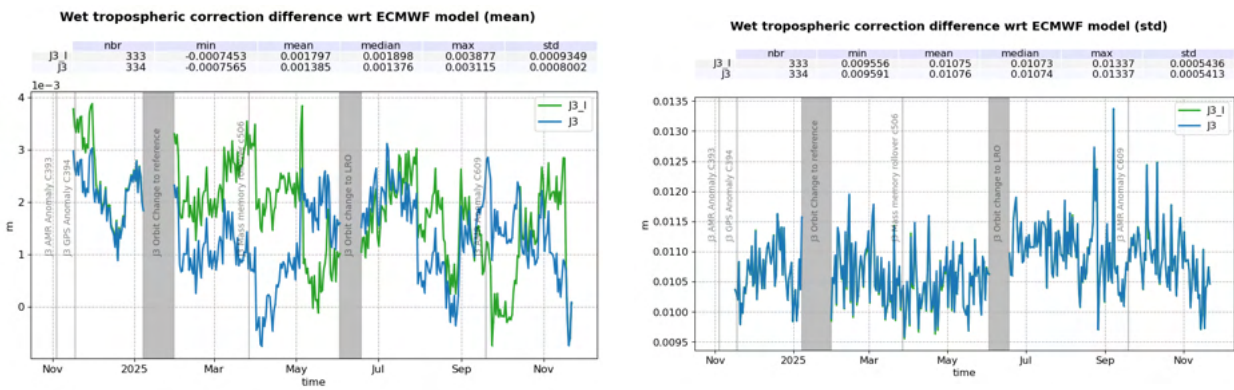 Wet tropospheric correction difference wrt ECMWF model (mean)
nbr min mean median max std
J3_I 333 -0.0007453 0.001797 0.001898 0.003877 0.0009349
j3 334 -0.0007565 0.001385 0.001376 0.003115 0.0008002
1e−3
4
3
2
1
0
m
J3 AMR Anomaly C393
J3 GPS Anomaly C394
J3 Orbit Change to reference
J3 Mass memory rollover c506
J3 Orbit change to LRO
J3 AMR Anomaly C609
J3_I
J3
Nov 2025 Mar May Jul Sep Nov
time
Wet tropospheric correction difference wrt ECMWF model (std)
nbr min mean median max std
J3_I 333 0.009556 0.01075 0.01073 0.01337 0.0005436
j3 334 0.009591 0.01076 0.01074 0.01337 0.0005413
0.0135
0.0130
0.0125
0.0120
0.0115
0.0110
0.0105
0.0100
0.0095
m
J3 AMR Anomaly C393
J3 GPS Anomaly C394
J3 Orbit Change to reference
J3 Mass memory rollover c506
J3 Orbit change to LRO
J3 AMR Anomaly C609
J3_I
J3
Nov 2025 Mar May Jul Sep Nov
time